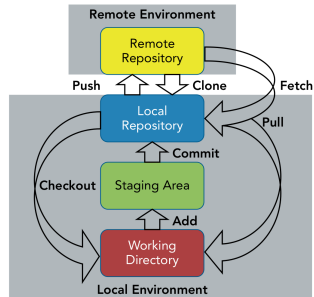 Remote Environment
Remote
Repository
Push
Clone
Fetch
Local
Repository
Pull
Commit
Checkout
Staging Area
Add
Working
Directory
Local Environment